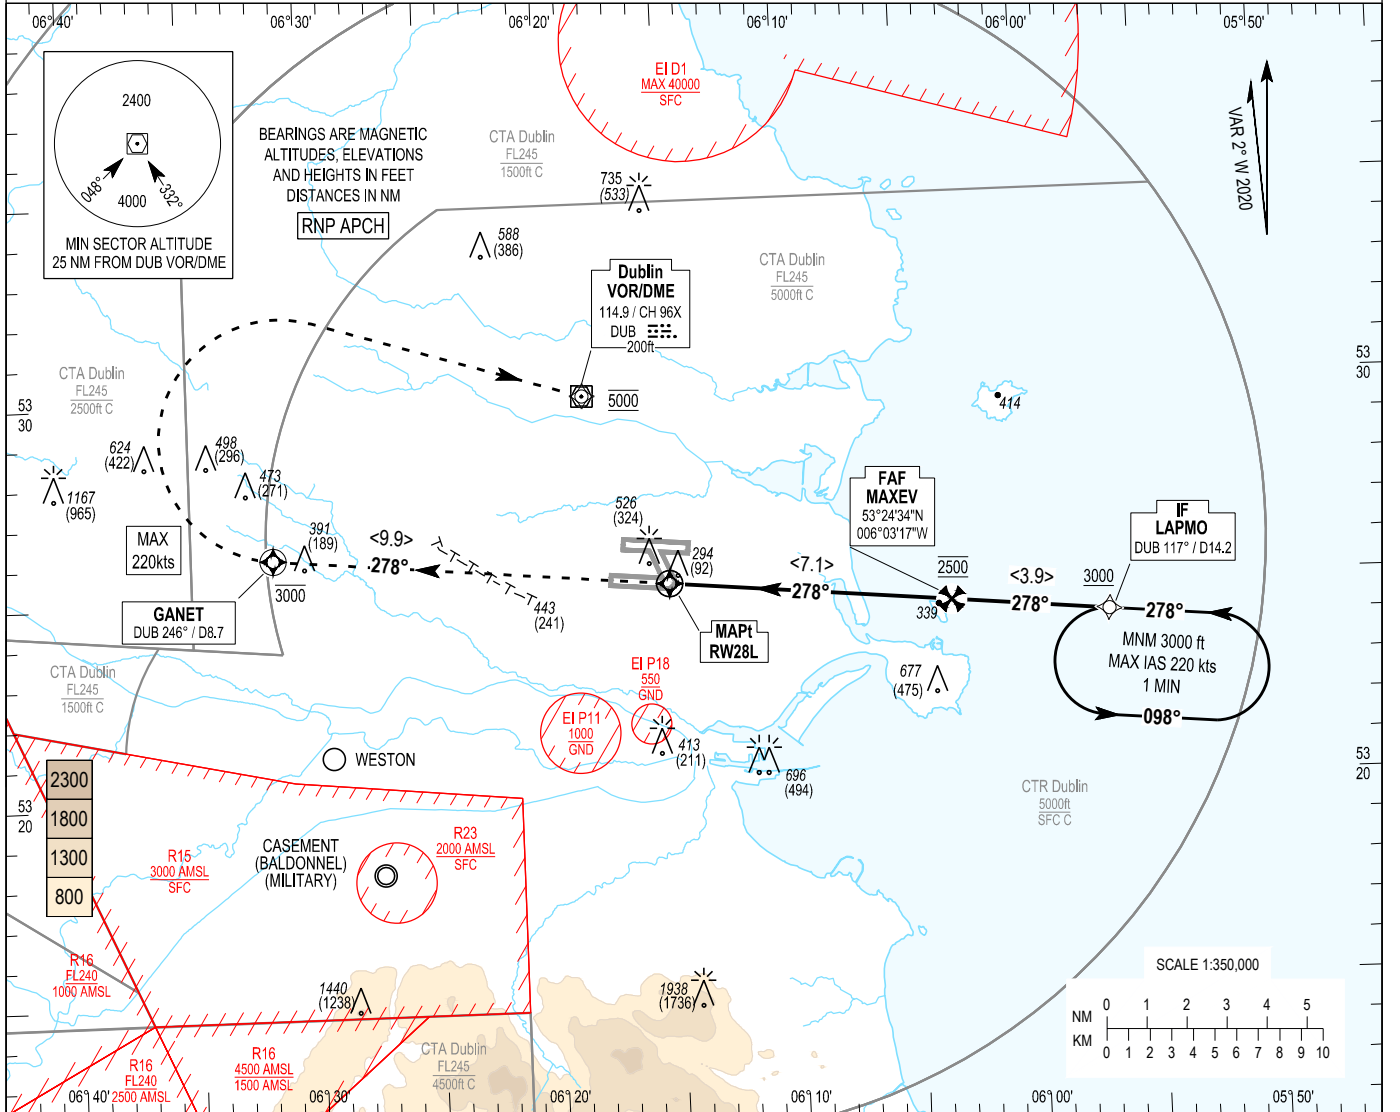 06°40'
06°30'
06°20'
06°10'
06°00'
05°50'
2400
048°
332°
4000
MIN SECTOR ALTITUDE
25 NM FROM DUB VOR/DME
BEARINGS ARE MAGNETIC
ALTITUDES, ELEVATIONS
AND HEIGHTS IN FEET
DISTANCES IN NM
RNP APCH
CTA Dublin
FL245
1500ft C
EI D1
MAX 40000
SFC
VAR 2° W 2020
735
(533)
588
(386)
Dublin
VOR/DME
114.9 / CH 96X
DUB
200ft
CTA Dublin
FL245
5000ft C
CTA Dublin
FL245
2500ft C
53
30
53
30
5000
414
624
(422)
498
(296)
473
(271)
1167
(965)
391
(189)
MAX
220kts
<9.9>
278°
3000
GANET
DUB 246° / D8.7
443
(241)
526
(324)
294
(92)
MAPt
RW28L
<7.1>
278°
FAF
MAXEV
53°24'34"N
006°03'17"W
2500
339
<3.9>
278°
3000
IF
LAPMO
DUB 117° / D14.2
278°
MNM 3000 ft
MAX IAS 220 kts
1 MIN
098°
677
(475)
CTA Dublin
FL245
1500ft C
EI P18
550
GND
EI P11
1000
GND
413
(211)
696
(494)
WESTON
53
20
53
20
CTR Dublin
5000ft
SFC C
2300
1800
1300
800
R15
3000 AMSL
SFC
CASEMENT
(BALDONNEL)
(MILITARY)
R23
2000 AMSL
SFC
R16
FL240
1000 AMSL
1440
(1238)
1938
(1736)
SCALE 1:350,000
NM
0 1 2 3 4 5
KM
0 1 2 3 4 5 6 7 8 9 10
R16
FL240
2500 AMSL
R16
4500 AMSL
1500 AMSL
CTA Dublin
FL245
4500ft C
06°40'
06°30'
06°20'
06°10'
06°00'
05°50'